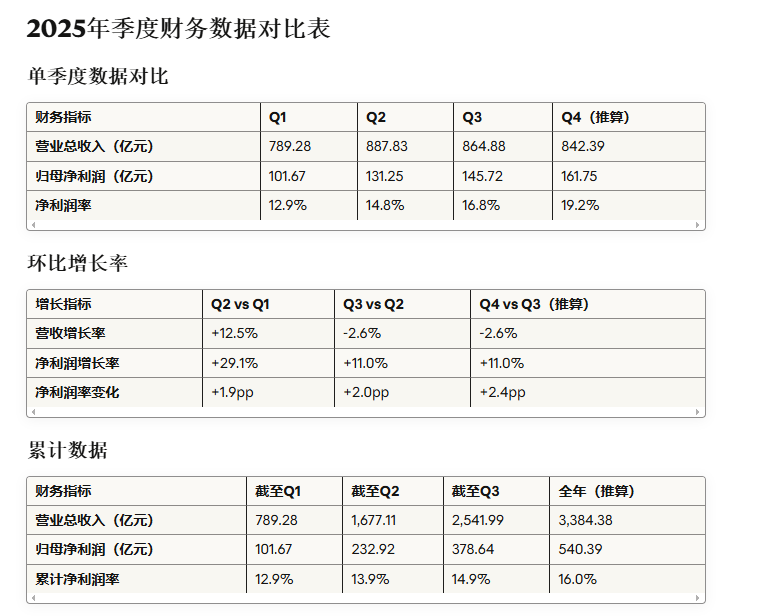 2025年季度财务数据对比表
单季度数据对比
财务指标 Q1 Q2 Q3 Q4（推算）
营业总收入（亿元） 789.28 887.83 864.88 842.39
归母净利润（亿元） 101.67 131.25 145.72 161.75
净利润率 12.9% 14.8% 16.8% 19.2%
环比增长率
增长指标 Q2 vs Q1 Q3 vs Q2 Q4 vs Q3（推算）
营收增长率 +12.5% -2.6% -2.6%
净利润增长率 +29.1% +11.0% +11.0%
净利润率变化 +1.9pp +2.0pp +2.4pp
累计数据
财务指标 截至Q1 截至Q2 截至Q3 全年（推算）
营业总收入（亿元） 789.28 1,677.11 2,541.99 3,384.38
归母净利润（亿元） 101.67 232.92 378.64 540.39
累计净利润率 12.9% 13.9% 14.9% 16.0%